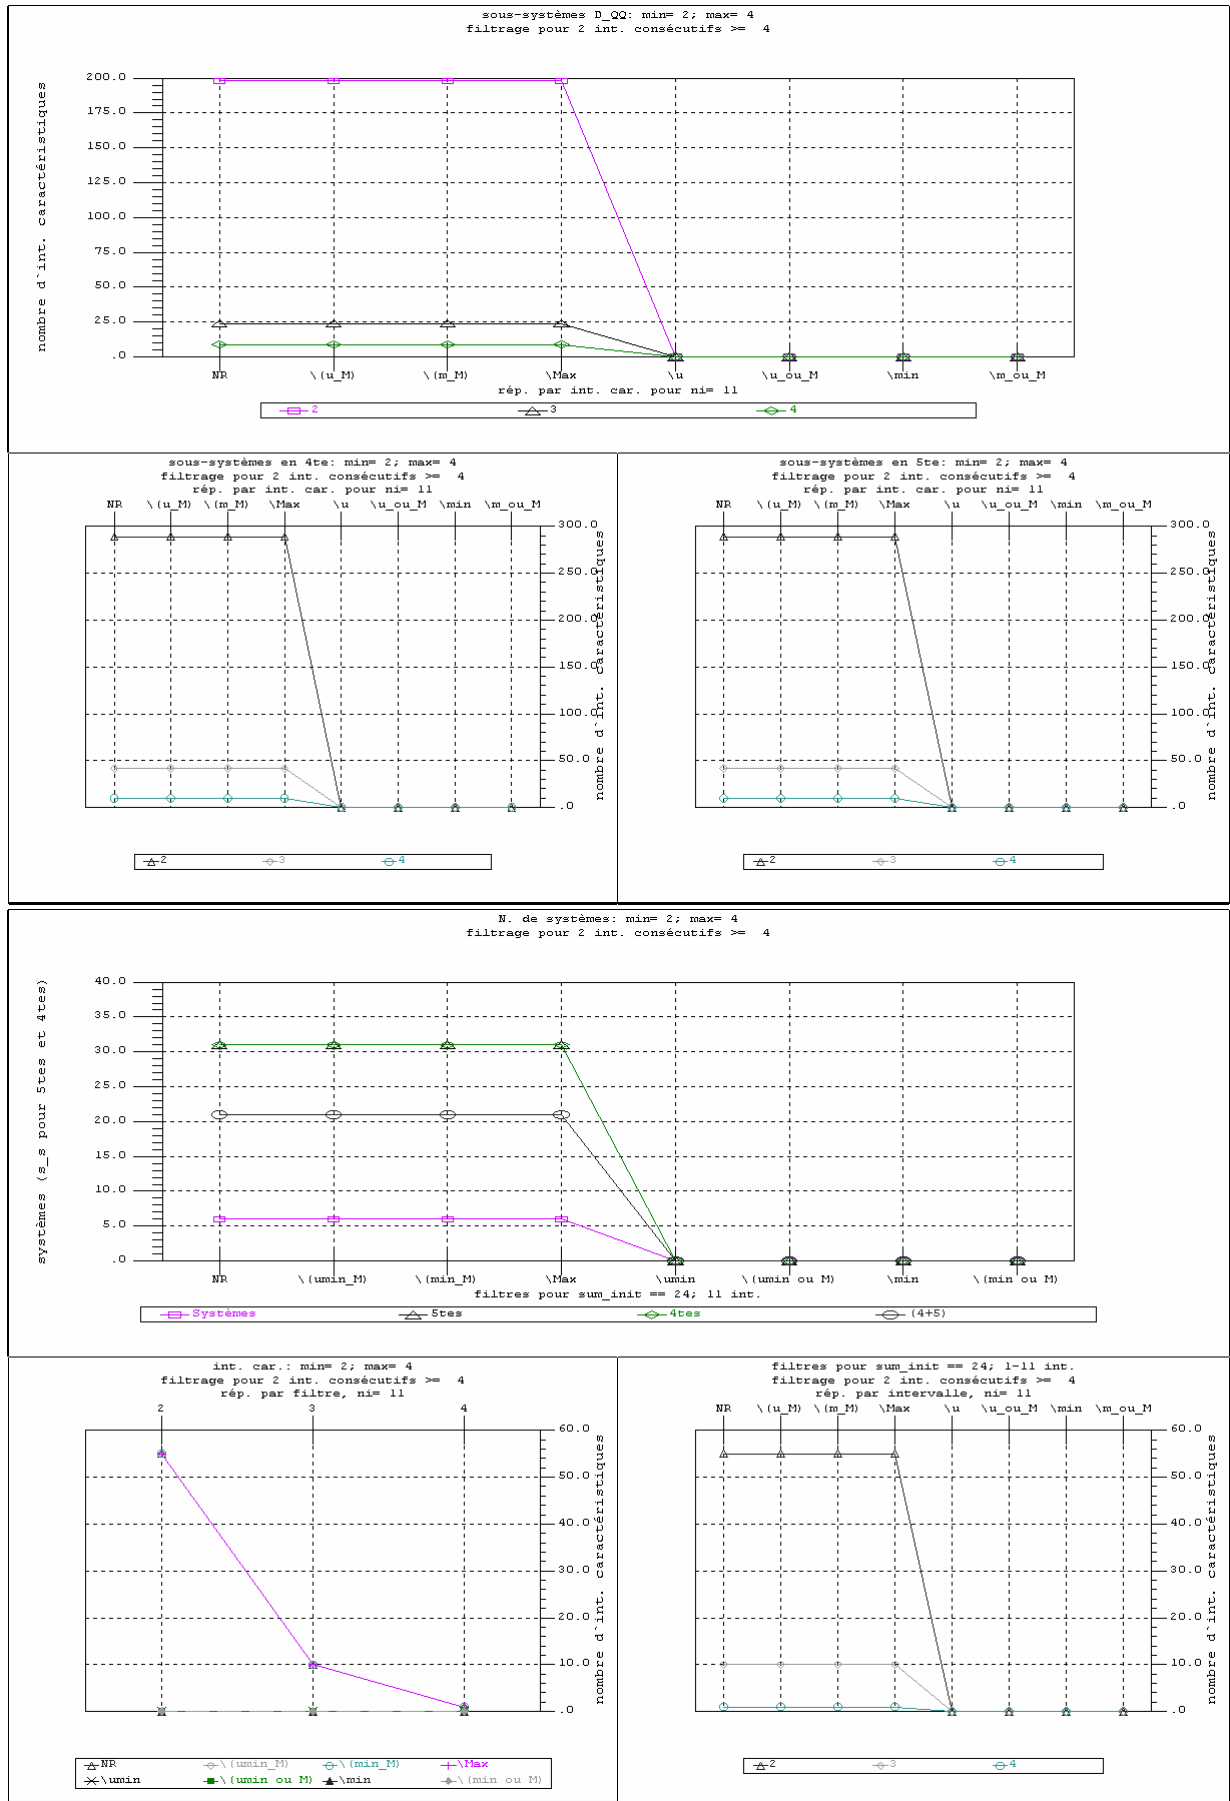 sous-systèmes D_QQ: min= 2; max= 4
filtrage pour 2 int. consécutifs >= 4
nombre d`int. caractéristiques
200.0
175.0
150.0
125.0
100.0
75.0
50.0
25.0
.0
NR \(u_M) \(m_M) \Max \u \u_ou_M \min \m_ou_M
rép. par int. car. pour ni= 11
2 3 4
sous-systèmes en 4te: min= 2; max= 4
filtrage pour 2 int. consécutifs >= 4
rép. par int. car. pour ni= 11
NR \(u_M) \(m_M) \Max \u \u_ou_M \min \m_ou_M
300.0
250.0
200.0
150.0
100.0
50.0
.0
nombre d`int. caractéristiques
2 3 4
sous-systèmes en 5te: min= 2; max= 4
filtrage pour 2 int. consécutifs >= 4
rép. par int. car. pour ni= 11
NR \(u_M) \(m_M) \Max \u \u_ou_M \min \m_ou_M
300.0
250.0
200.0
150.0
100.0
50.0
.0
nombre d`int. caractéristiques
2 3 4
N. de systèmes: min= 2; max= 4
filtrage pour 2 int. consécutifs >= 4
systèmes (s_s pour 5tes et 4tes)
40.0
35.0
30.0
25.0
20.0
15.0
10.0
5.0
.0
NR \(umin_M) \(min_M) \Max \umin \(umin ou M) \min \(min ou M)
filtres pour sum_init == 24; 11 int.
Systèmes 5tes 4tes (4+5)
int. car.: min= 2; max= 4
filtrage pour 2 int. consécutifs >= 4
rép. par filtre, ni= 11
2 3 4
60.0
50.0
40.0
30.0
20.0
10.0
.0
nombre d`int. caractéristiques
NR \(umin_M) \(min_M) \Max
\umin \(umin ou M) \min \(min ou M)
filtres pour sum_init == 24; 1-11 int.
filtrage pour 2 int. consécutifs >= 4
rép. par intervalle, ni= 11
NR \(u_M) \(m_M) \Max \u \u_ou_M \min \m_ou_M
60.0
50.0
40.0
30.0
20.0
10.0
.0
nombre d`int. caractéristiques
2 3 4